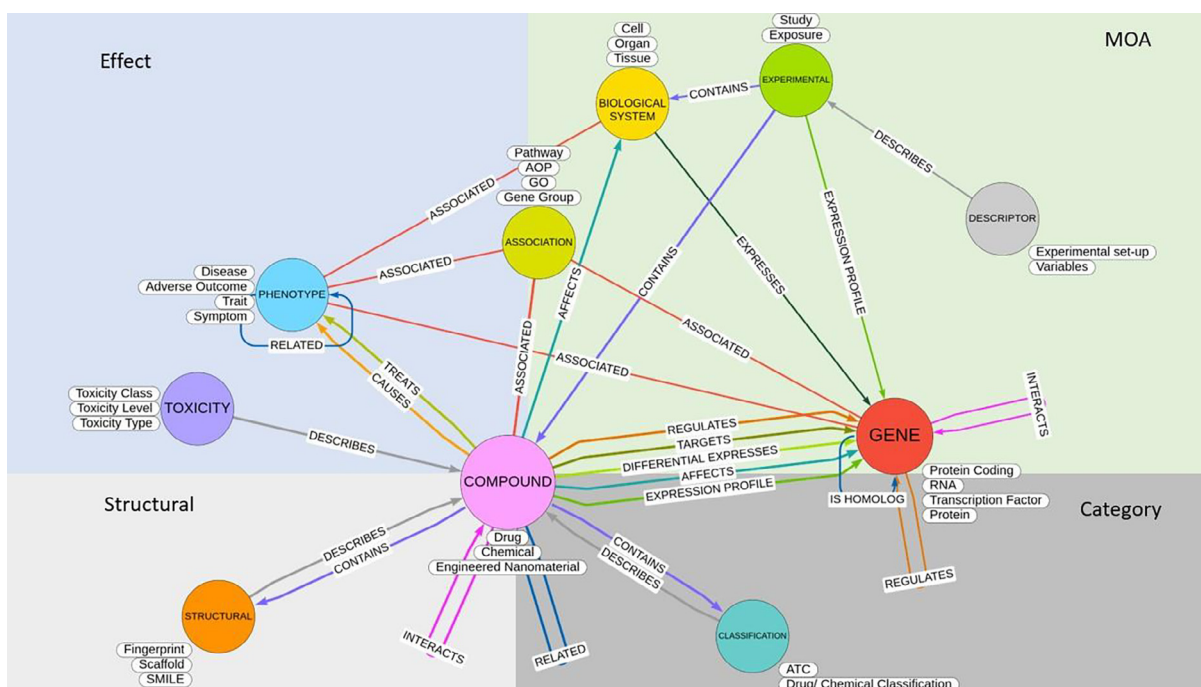 Effect
MOA
Cell
Organ
Tissue
BIOLOGICAL
SYSTEM
Study
Exposure
EXPERIMENTAL
CONTAINS
DESCRIBES
DESCRIPTOR
Experimental set-up
Variables
Pathway
AOP
GO
Gene Group
ASSOCIATION
ASSOCIATED
ASSOCIATED
AFFECTS
EXPRESSES
CONTAINS
EXPRESSION PROFILE
Disease
Adverse Outcome
Trait
Symptom
PHENOTYPE
RELATED
ASSOCIATED
ASSOCIATED
ASSOCIATED
TREATS
CAUSES
Toxicity Class
Toxicity Level
Toxicity Type
TOXICITY
DESCRIBES
REGULATES
TARGETS
DIFFERENTIAL EXPRESSES
AFFECTS
EXPRESSION PROFILE
GENE
INTERACTS
IS HOMOLOG
Protein Coding
RNA
Transcription Factor
Protein
REGULATES
COMPOUND
Drug
Chemical
Engineered Nanomaterial
Structural
Category
DESCRIBES
CONTAINS
CONTAINS
DESCRIBES
STRUCTURAL
Fingerprint
Scaffold
SMILE
INTERACTS
RELATED
CLASSIFICATION
ATC
Drug/ Chemical Classification